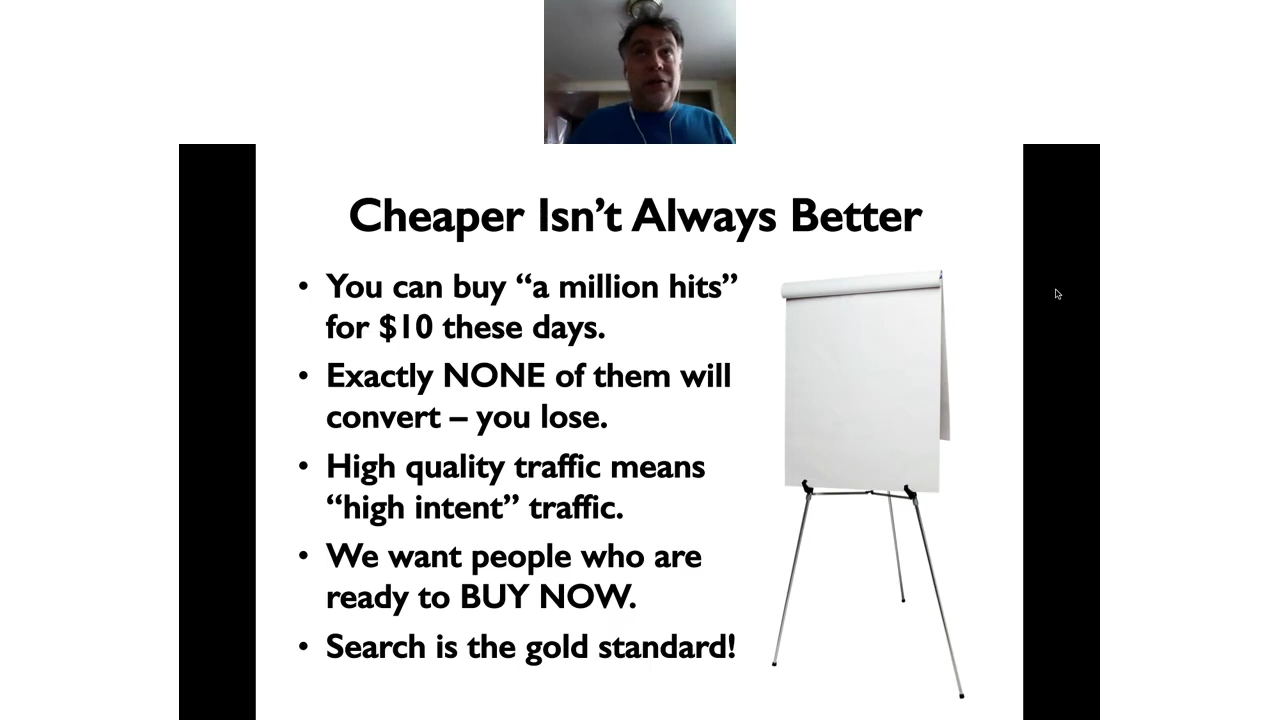 Cheaper Isn’t Always Better
• You can buy “a million hits”
for $10 these days.
• Exactly NONE of them will
convert – you lose.
• High quality traffic means
“high intent” traffic.
• We want people who are
ready to BUY NOW.
• Search is the gold standard!